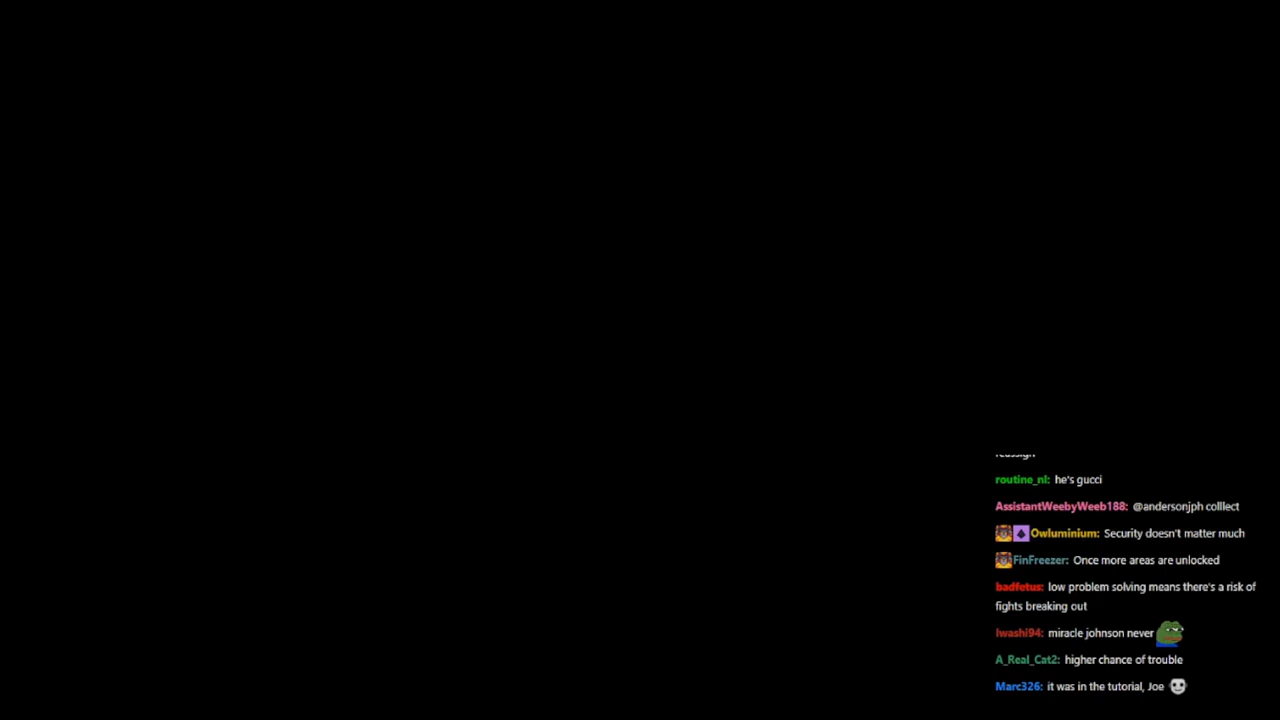 routine_nl: he's gucci
AssistantWeebyWeeb188: @andersonjph colllect
Owluminium: Security doesn't matter much
FinFreezer: Once more areas are unlocked
badfetus: low problem solving means there's a risk of
fights breaking out
Iwashi94: miracle johnson never
A_Real_Cat2: higher chance of trouble
Marc326: it was in the tutorial, Joe